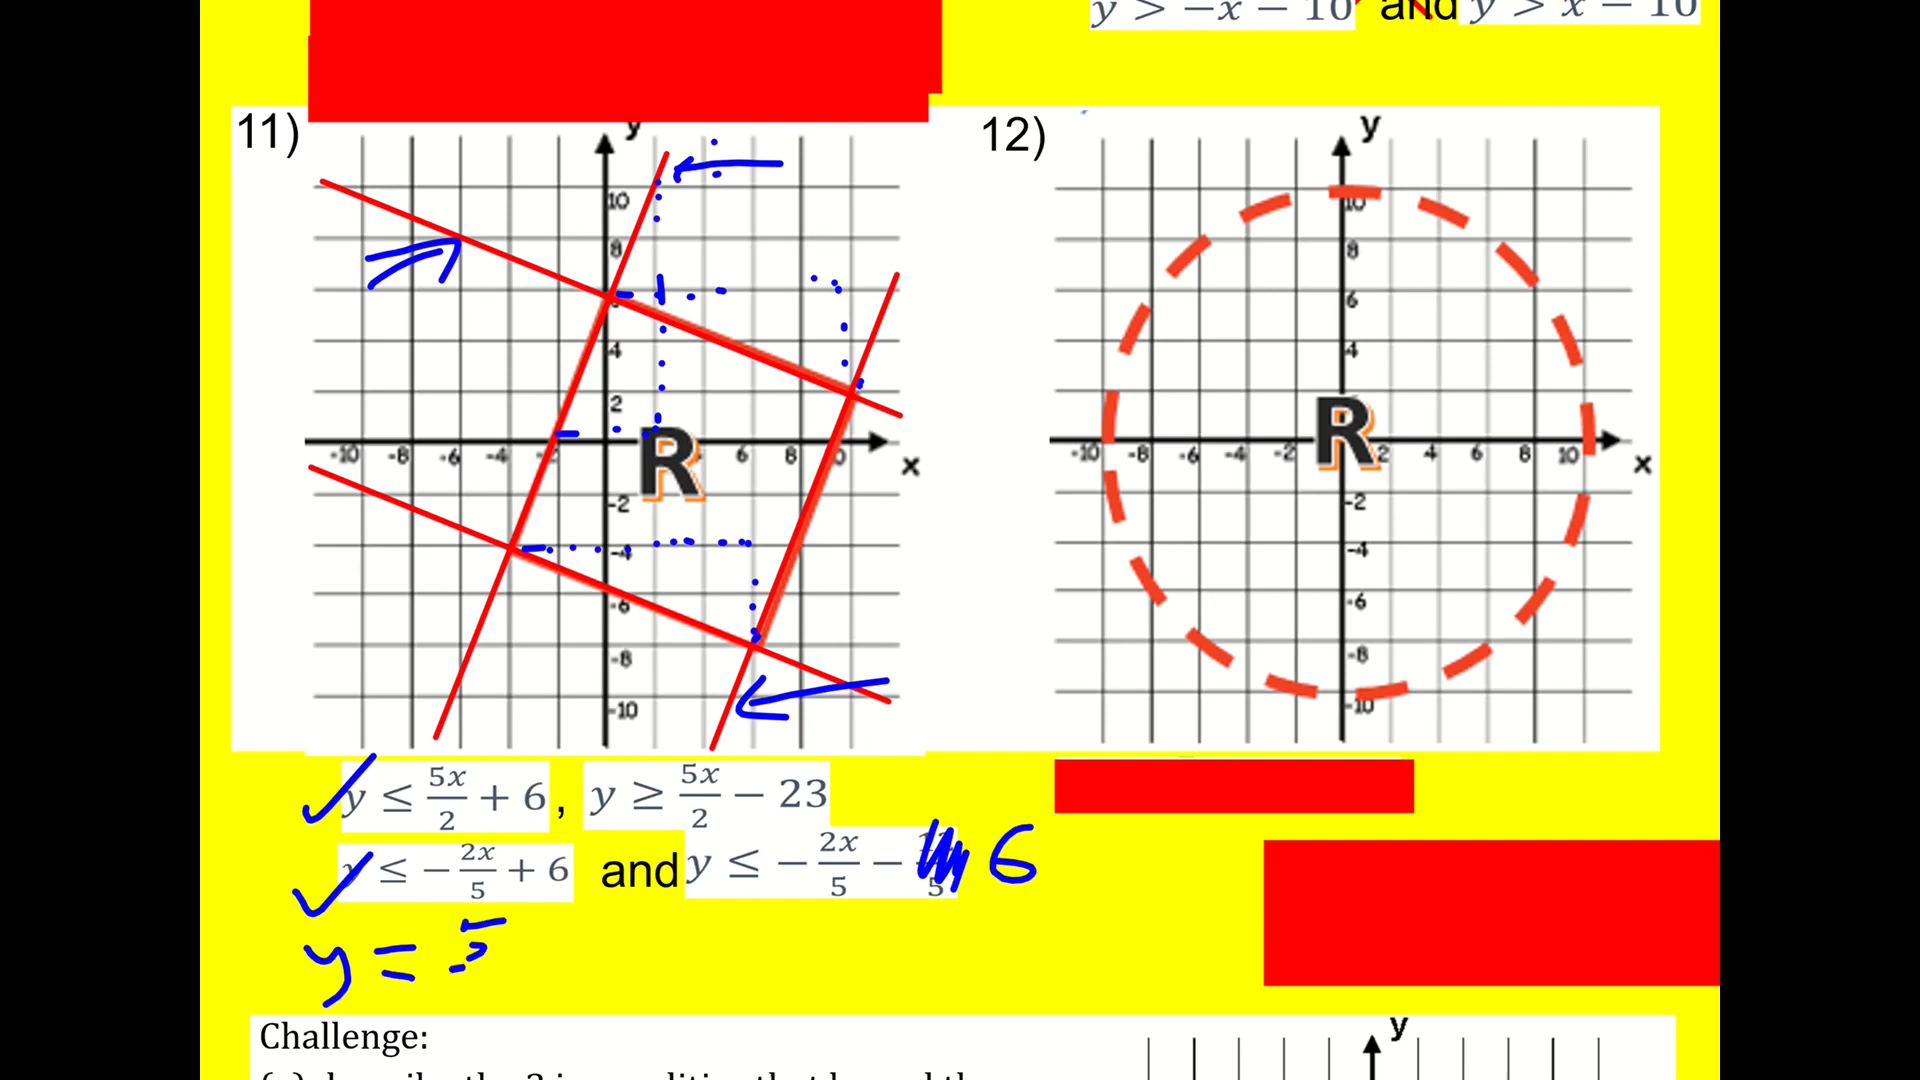 y > −x − 10 and y > x − 10
11)
12)
y
10
8
4
2
-10 -8 -6 -4 -2 6 8 0
x
-2
-4
-6
-8
-10
R
y
10
8
6
4
-10 -8 -6 -4 -2 2 4 6 8 10
x
-2
-4
-6
-8
-10
R
y ≤ 5x/2 + 6 , y ≥ 5x/2 − 23
y ≤ − 2x/5 + 6 and y ≤ − 2x/5 − 6
y =
Challenge:
y